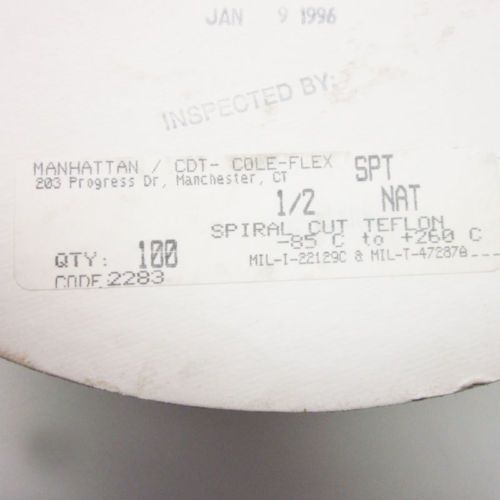 JAN 9 1996
INSPECTED BY:
MANHATTAN / CDT- COLE-FLEX SPT
203 Progress Dr, Manchester, CT
1/2 NAT
SPIRAL CUT TEFLON
-85 C to +260 C
QTY: 100 MIL-I-22129C & MIL-T-47287A
CODE 2283